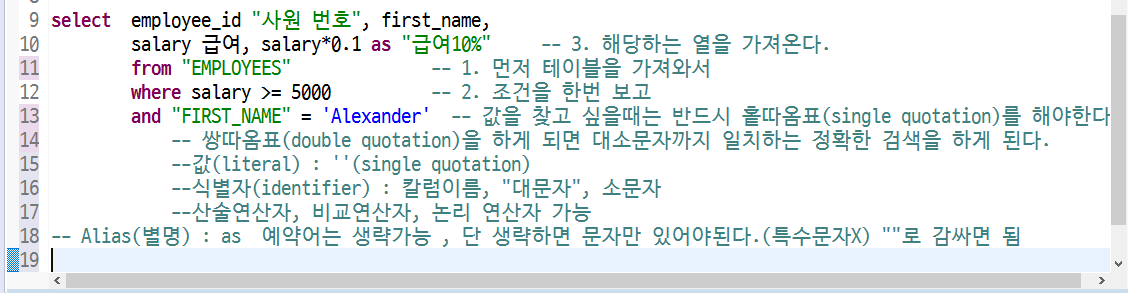 9 select  employee_id "사원 번호", first_name,
10 salary 급여, salary*0.1 as "급여10%"     -- 3. 해당하는 열을 가져온다.
11 from "EMPLOYEES"              -- 1. 먼저 테이블을 가져와서
12 where salary >= 5000          -- 2. 조건을 한번 보고
13 and "FIRST_NAME" = 'Alexander'  -- 값을 찾고 싶을때는 반드시 홑따옴표(single quotation)를 해야한다
14 -- 쌍따옴표(double quotation)을 하게 되면 대소문자까지 일치하는 정확한 검색을 하게 된다.
15 --값(literal) : ''(single quotation)
16 --식별자(identifier) : 칼럼이름, "대문자", 소문자
17 --산술연산자, 비교연산자, 논리 연산자 가능
18 -- Alias(별명) : as  예약어는 생략가능 , 단 생략하면 문자만 있어야된다.(특수문자X) ""로 감싸면 됨
19